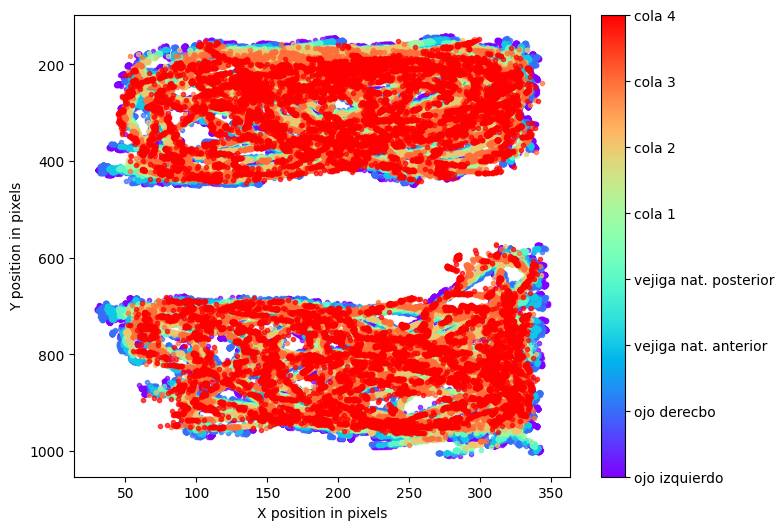 Y position in pixels
200
400
600
800
1000
50
100
150
200
250
300
350
X position in pixels
cola 4
cola 3
cola 2
cola 1
vejiga nat. posterior
vejiga nat. anterior
ojo derecbo
ojo izquierdo